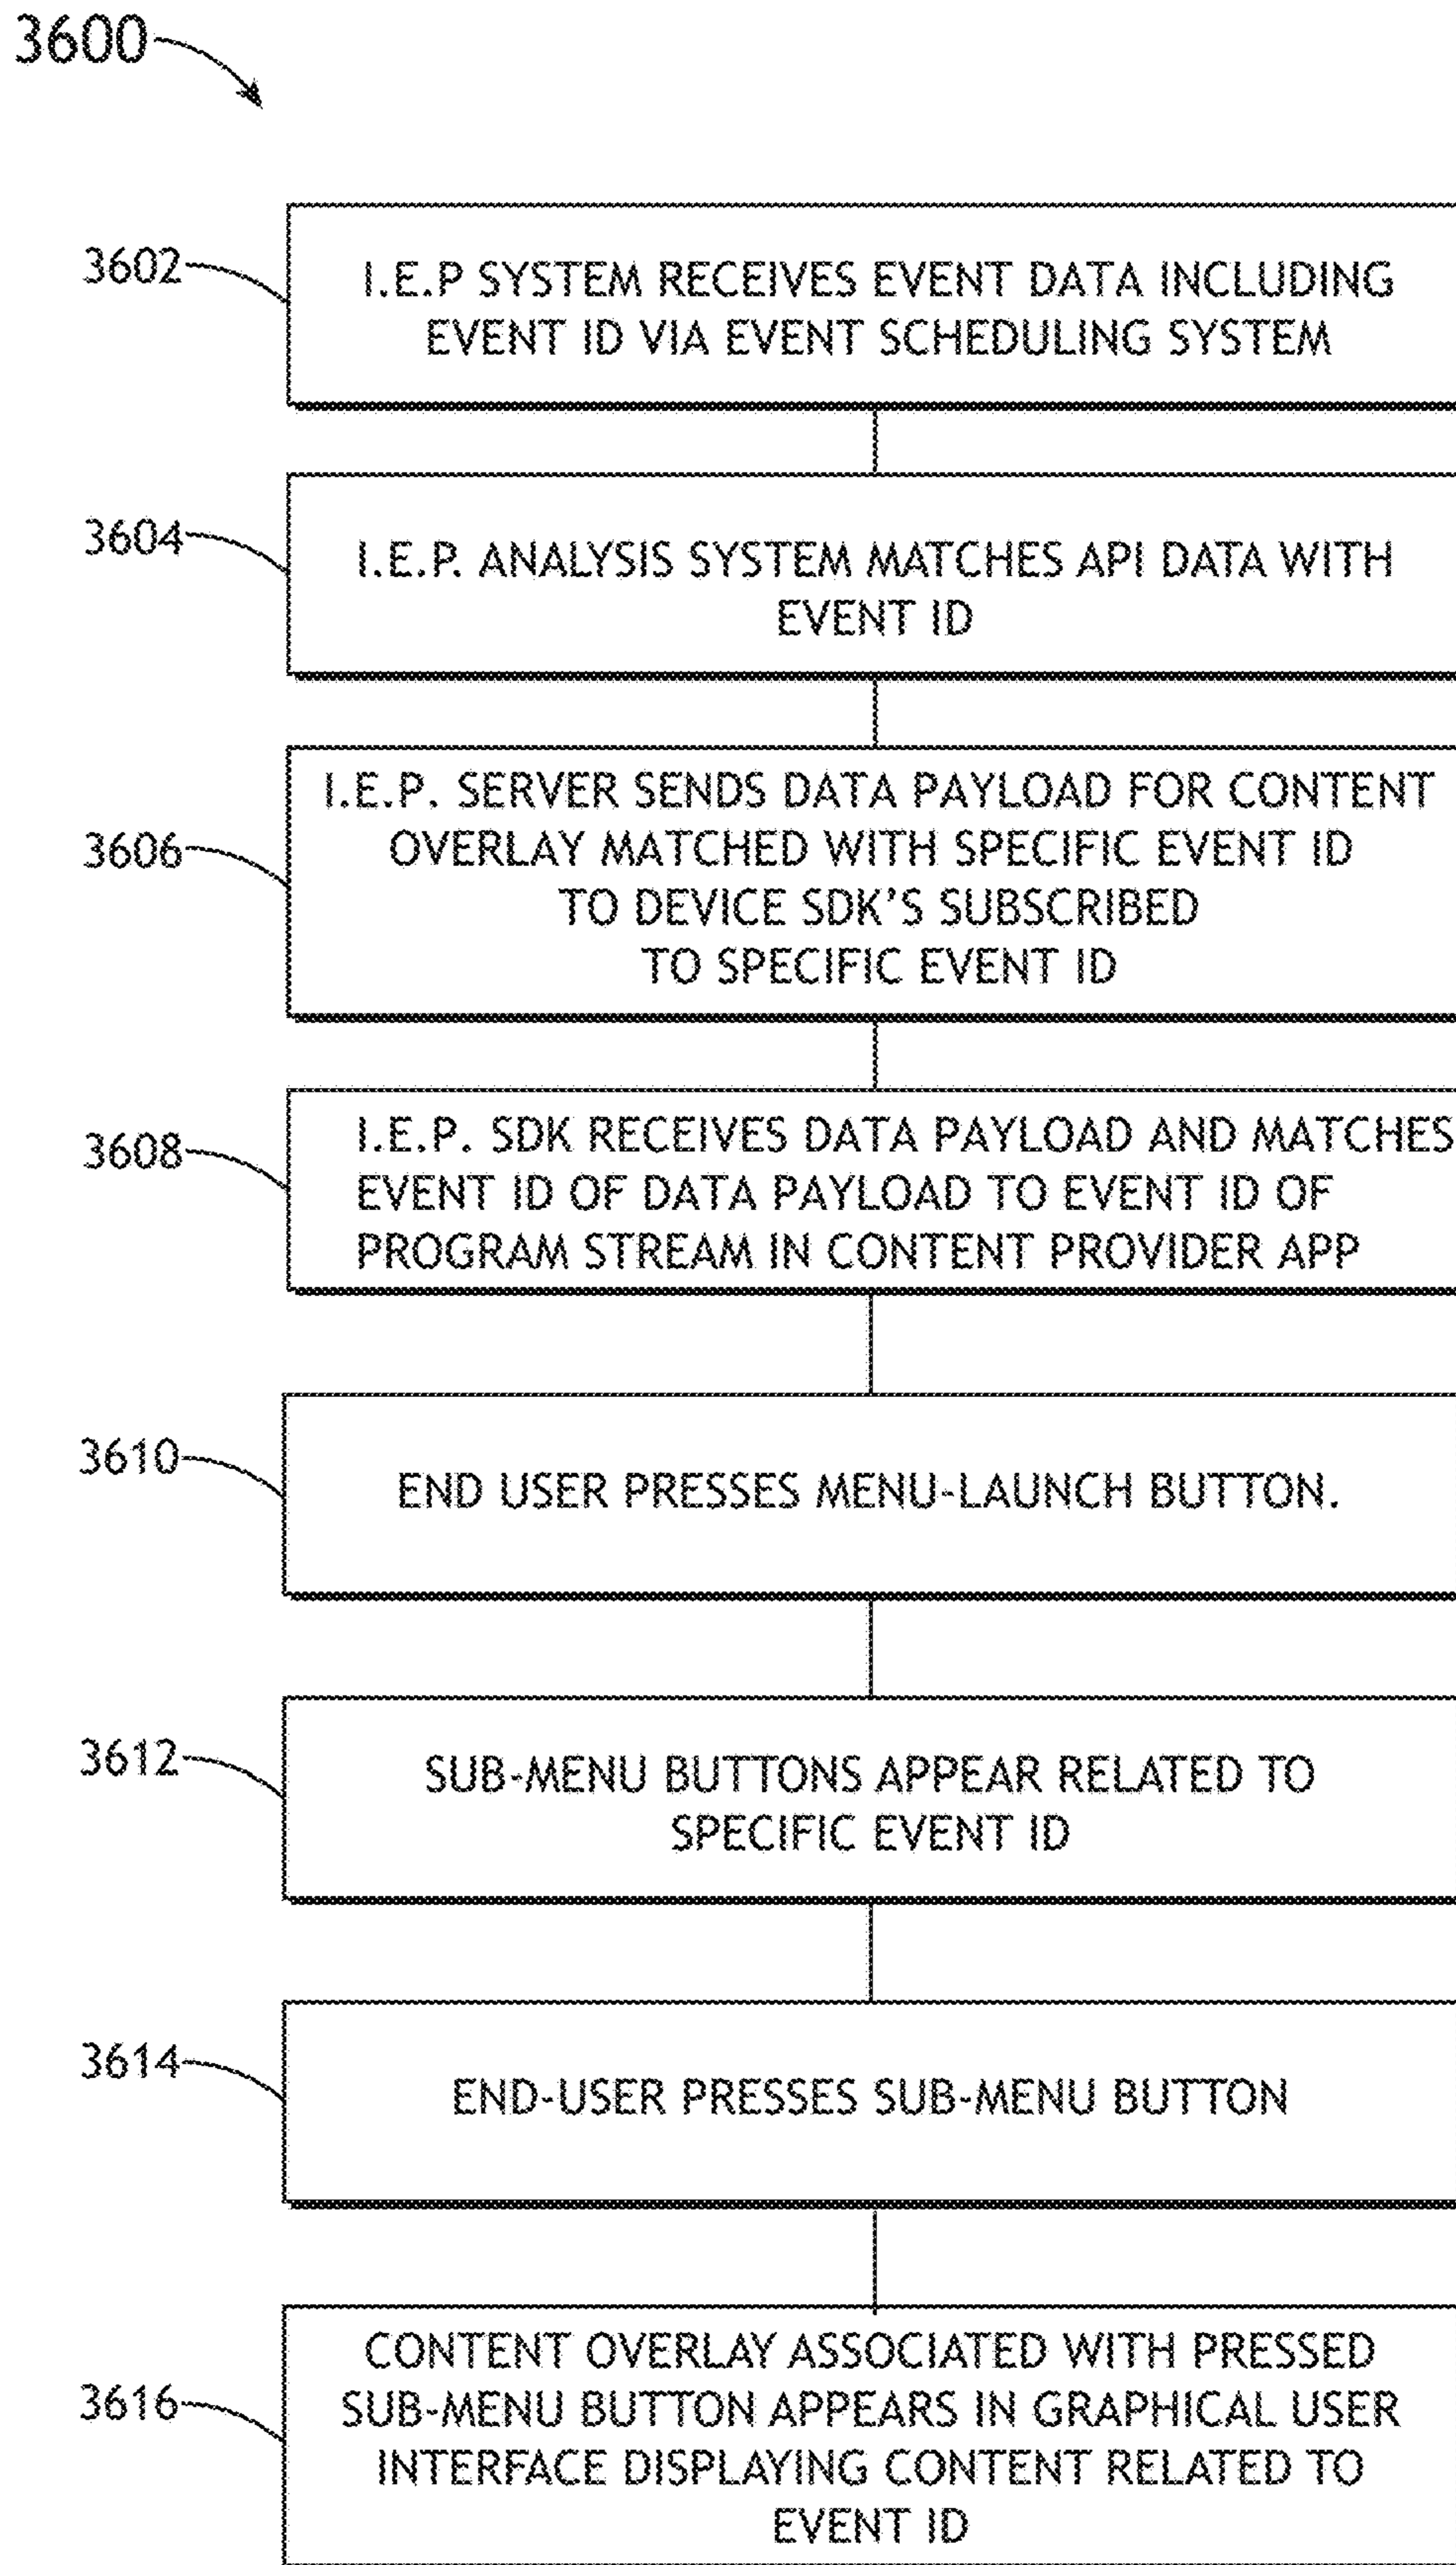 3600
3602
I.E.P SYSTEM RECEIVES EVENT DATA INCLUDING
EVENT ID VIA EVENT SCHEDULING SYSTEM
3604
I.E.P. ANALYSIS SYSTEM MATCHES API DATA WITH
EVENT ID
3606
I.E.P. SERVER SENDS DATA PAYLOAD FOR CONTENT
OVERLAY MATCHED WITH SPECIFIC EVENT ID
TO DEVICE SDK'S SUBSCRIBED
TO SPECIFIC EVENT ID
3608
I.E.P. SDK RECEIVES DATA PAYLOAD AND MATCHES
EVENT ID OF DATA PAYLOAD TO EVENT ID OF
PROGRAM STREAM IN CONTENT PROVIDER APP
3610
END USER PRESSES MENU-LAUNCH BUTTON.
3612
SUB-MENU BUTTONS APPEAR RELATED TO
SPECIFIC EVENT ID
3614
END-USER PRESSES SUB-MENU BUTTON
3616
CONTENT OVERLAY ASSOCIATED WITH PRESSED
SUB-MENU BUTTON APPEARS IN GRAPHICAL USER
INTERFACE DISPLAYING CONTENT RELATED TO
EVENT ID